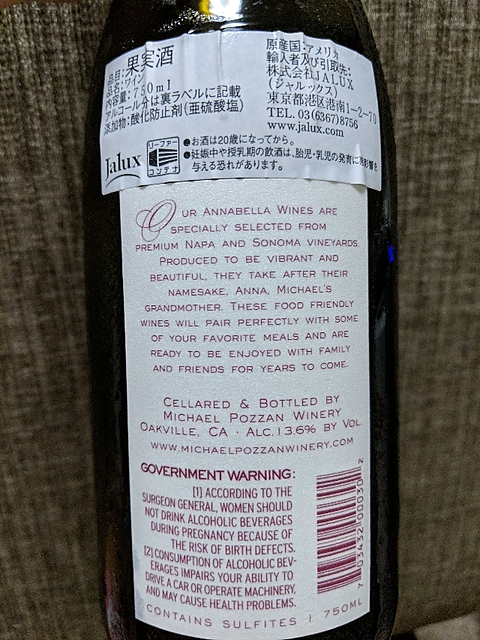 品目：果実酒
品名：ワイン
内容量：750ml
アルコール分は裏ラベルに記載
添加物：酸化防止剤（亜硫酸塩）
原産国：アメリカ
輸入者及び引取先：
株式会社JALUX
（ジャルックス）
東京都港区港南1-2-70
TEL. 03(6367)8756
www.jalux.com
Jalux
リーファー
コンテナ
●お酒は20歳になってから。
●妊娠中や授乳期の飲酒は、胎児・乳児の発育に悪影響を
与える恐れがあります。
OUR ANNABELLA WINES ARE
SPECIALLY SELECTED FROM
PREMIUM NAPA AND SONOMA VINEYARDS.
PRODUCED TO BE VIBRANT AND
BEAUTIFUL, THEY TAKE AFTER THEIR
NAMESAKE, ANNA, MICHAEL'S
GRANDMOTHER. THESE FOOD FRIENDLY
WINES WILL PAIR PERFECTLY WITH SOME
OF YOUR FAVORITE MEALS AND ARE
READY TO BE ENJOYED WITH FAMILY
AND FRIENDS FOR YEARS TO COME.
CELLARED & BOTTLED BY
MICHAEL POZZAN WINERY
OAKVILLE, CA · ALC.13.6% BY VOL
WWW.MICHAELPOZZANWINERY.COM
GOVERNMENT WARNING:
[1] ACCORDING TO THE
SURGEON GENERAL, WOMEN SHOULD
NOT DRINK ALCOHOLIC BEVERAGES
DURING PREGNANCY BECAUSE OF
THE RISK OF BIRTH DEFECTS.
[2] CONSUMPTION OF ALCOHOLIC BEV-
ERAGES IMPAIRS YOUR ABILITY TO
DRIVE A CAR OR OPERATE MACHINERY,
AND MAY CAUSE HEALTH PROBLEMS.
7 03432 00030 2
CONTAINS SULFITES | 750ML